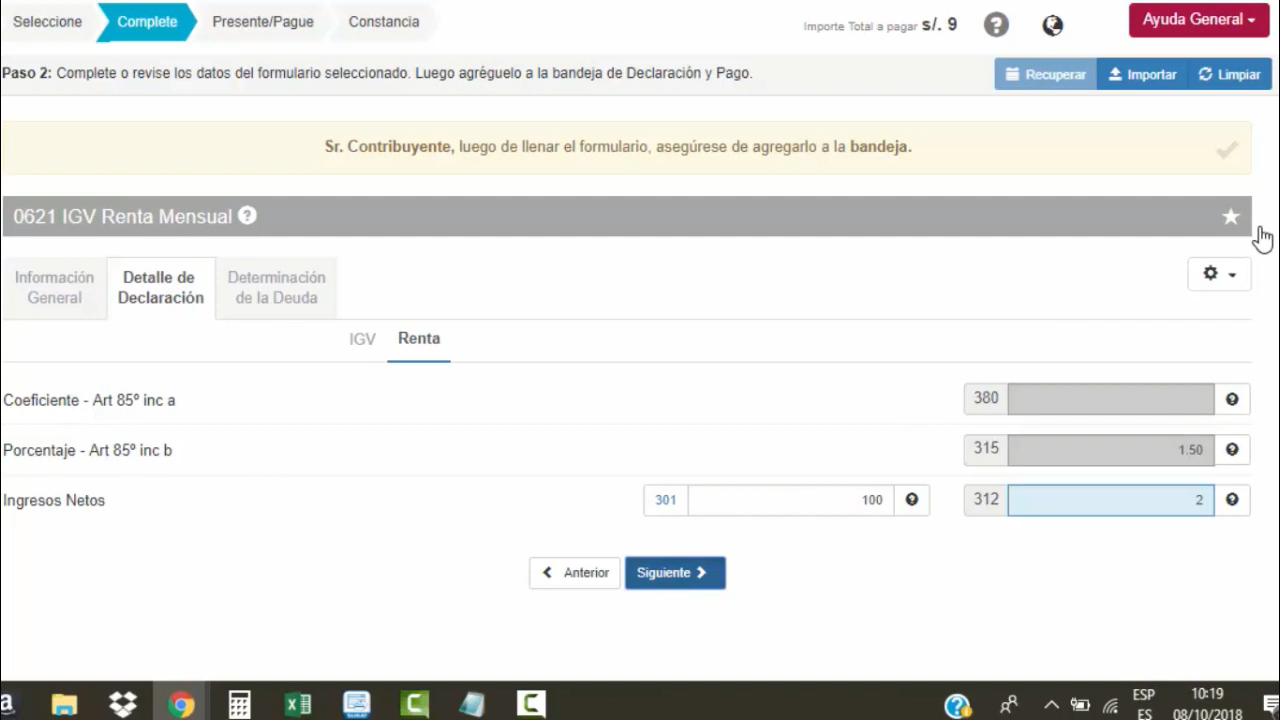 Seleccione
Complete
Presente/Pague
Constancia
Importe Total a pagar s/. 9
Ayuda General
Paso 2: Complete o revise los datos del formulario seleccionado. Luego agréguelo a la bandeja de Declaración y Pago.
Recuperar
Importar
Limpiar
Sr. Contribuyente, luego de llenar el formulario, asegúrese de agregarlo a la bandeja.
0621 IGV Renta Mensual
Información
General
Detalle de
Declaración
Determinación
de la Deuda
IGV
Renta
Coeficiente - Art 85º inc a
380
Porcentaje - Art 85º inc b
315
1.50
Ingresos Netos
301
100
312
2
Anterior
Siguiente
ESP
ES
10:19
08/10/2018